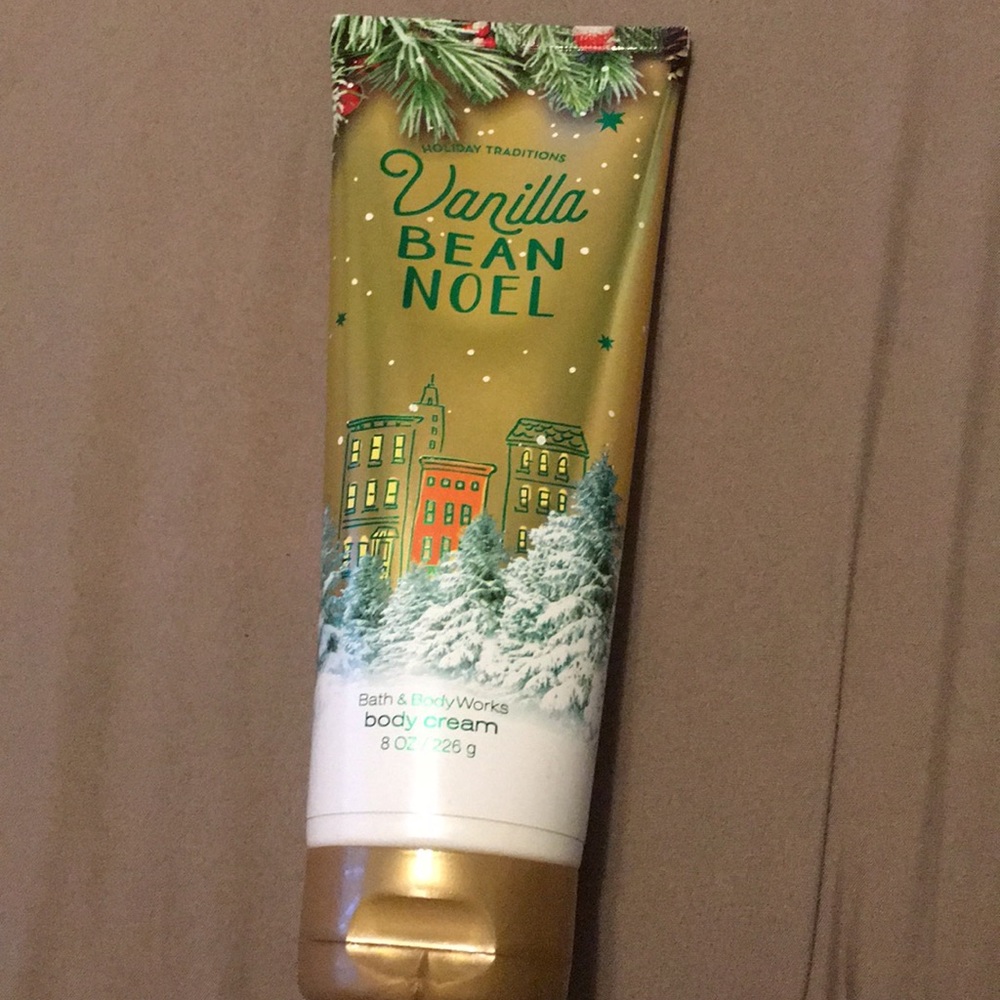 HOLIDAY TRADITIONS
Vanilla
BEAN
NOEL
Bath & Body Works
body cream
8 OZ / 226 g